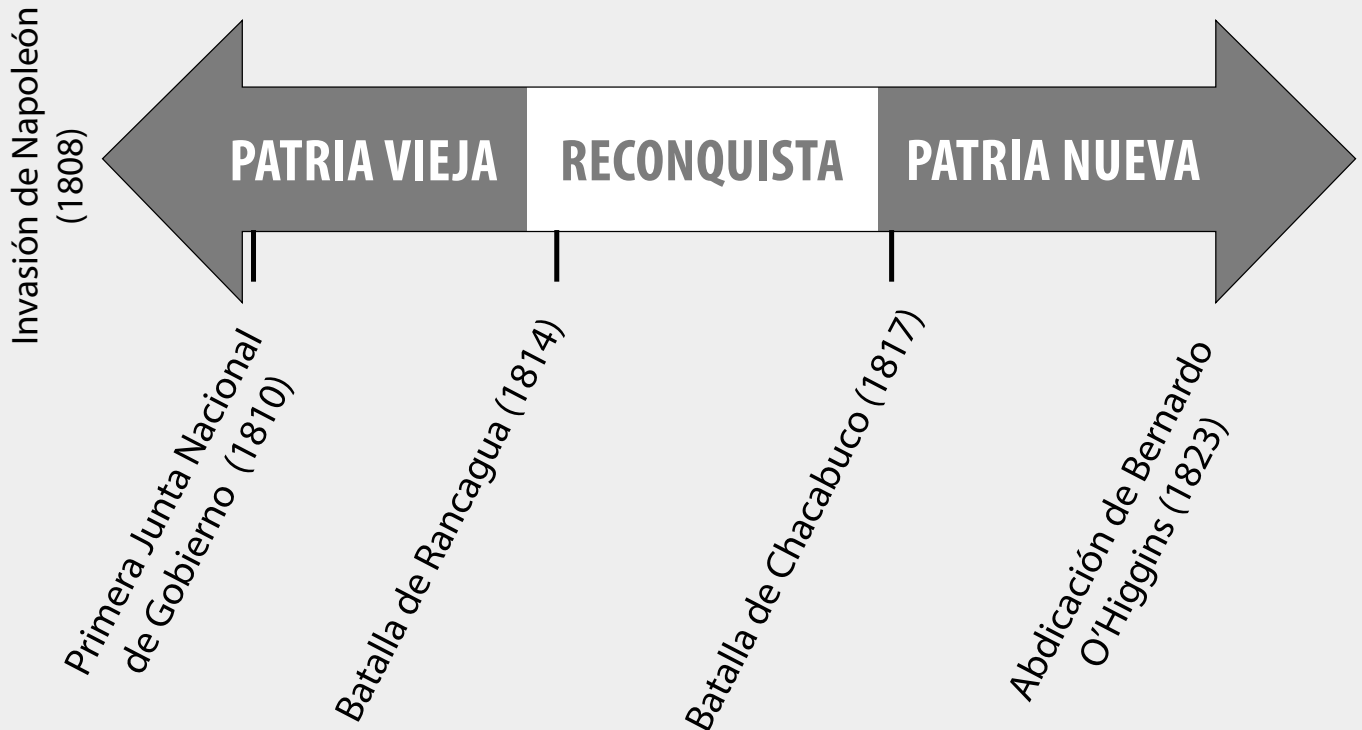 Invasión de Napoleón
(1808)
PATRIA VIEJA
RECONQUISTA
PATRIA NUEVA
Primera Junta Nacional
de Gobierno (1810)
Batalla de Rancagua (1814)
Batalla de Chacabuco (1817)
Abdicación de Bernardo
O'Higgins (1823)